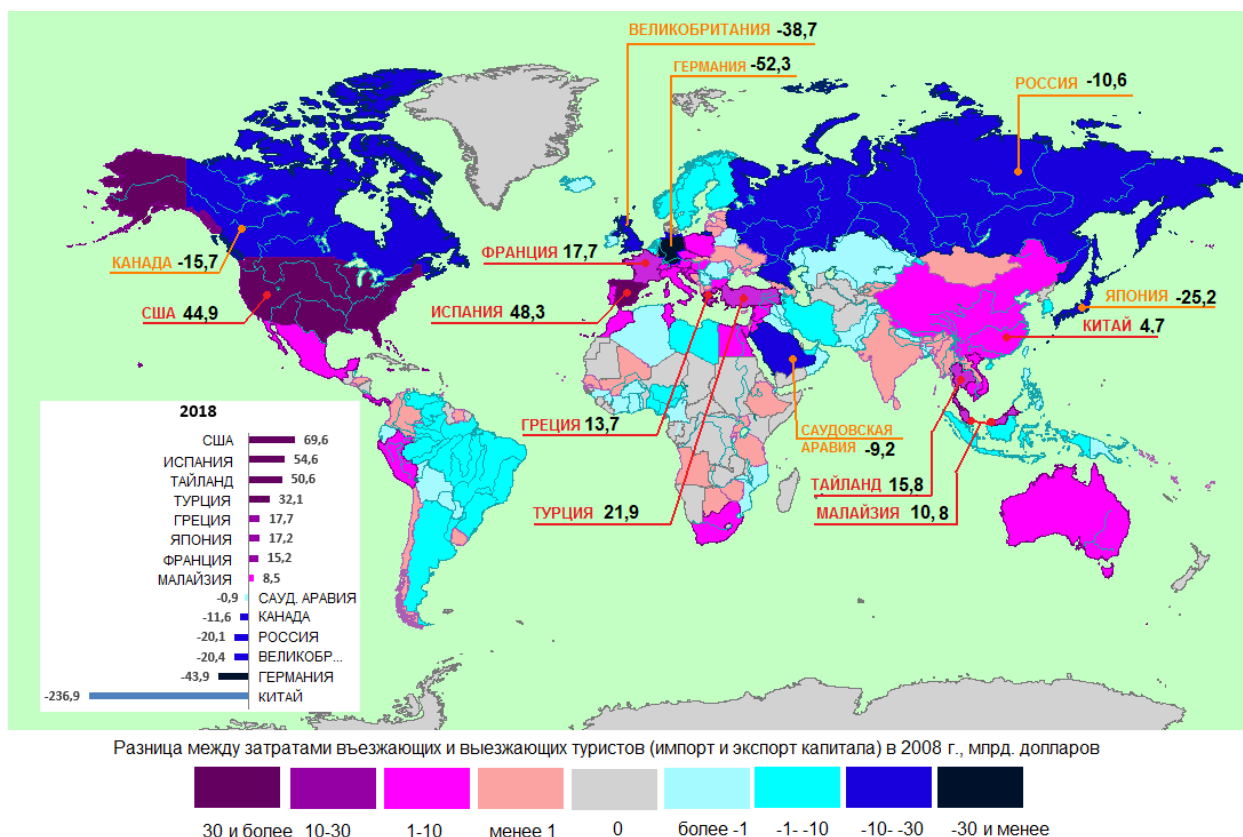 ВЕЛИКОБРИТАНИЯ -38,7
ГЕРМАНИЯ -52,3
РОССИЯ -10,6
ФРАНЦИЯ 17,7
КАНАДА -15,7
ЯПОНИЯ -25,2
США 44,9
ИСПАНИЯ 48,3
КИТАЙ 4,7
ГРЕЦИЯ 13,7
САУДОВСКАЯ
АРАВИЯ -9,2
ТАЙЛАНД 15,8
ТУРЦИЯ 21,9
МАЛАЙЗИЯ 10, 8
2018
США 69,6
ИСПАНИЯ 54,6
ТАЙЛАНД 50,6
ТУРЦИЯ 32,1
ГРЕЦИЯ 17,7
ЯПОНИЯ 17,2
ФРАНЦИЯ 15,2
МАЛАЙЗИЯ 8,5
-0,9 САУД. АРАВИЯ
-11,6 КАНАДА
-20,1 РОССИЯ
-20,4 ВЕЛИКОБР...
-43,9 ГЕРМАНИЯ
-236,9 КИТАЙ
Разница между затратами въезжающих и выезжающих туристов (импорт и экспорт капитала) в 2008 г., млрд. долларов
30 и более 10-30 1-10 менее 1 0 более -1 -1- -10 -10- -30 -30 и менее